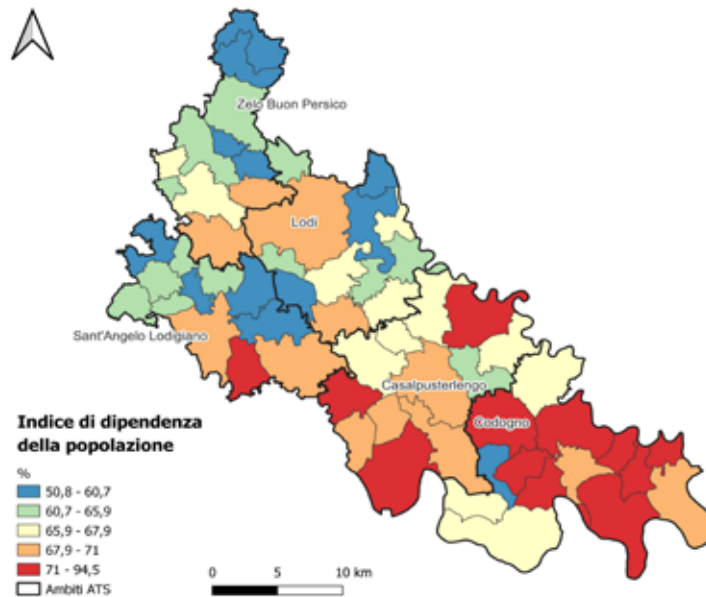 Zelo Buon Persico
Lodi
Sant'Angelo Lodigiano
Casalpusterlengo
Codogno
Indice di dipendenza
della popolazione
%
50,8 - 60,7
60,7 - 65,9
65,9 - 67,9
67,9 - 71
71 - 94,5
Ambiti ATS
0 5 10 km